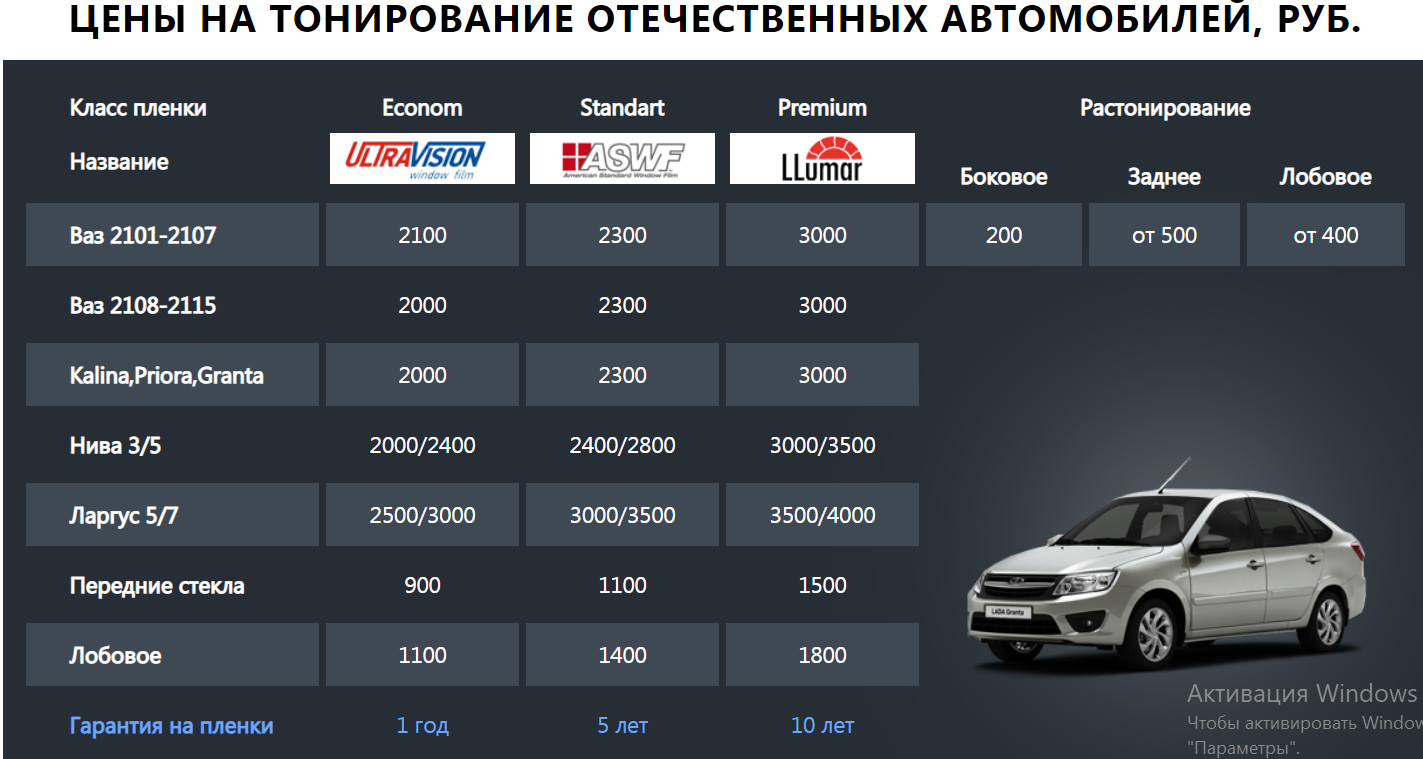 ЦЕНЫ НА ТОНИРОВАНИЕ ОТЕЧЕСТВЕННЫХ АВТОМОБИЛЕЙ, РУБ.
Класс пленки Econom Standart Premium Растонирование
Название ULTRAVISION window film ASWF American Standard Window Film LLumar Боковое Заднее Лобовое
Ваз 2101-2107 2100 2300 3000 200 от 500 от 400
Ваз 2108-2115 2000 2300 3000
Kalina,Priora,Granta 2000 2300 3000
Нива 3/5 2000/2400 2400/2800 3000/3500
Ларгус 5/7 2500/3000 3000/3500 3500/4000
Передние стекла 900 1100 1500
LADA Granta
Лобовое 1100 1400 1800
Гарантия на пленки 1 год 5 лет 10 лет
Активация Windows
Чтобы активировать Window
"Параметры".